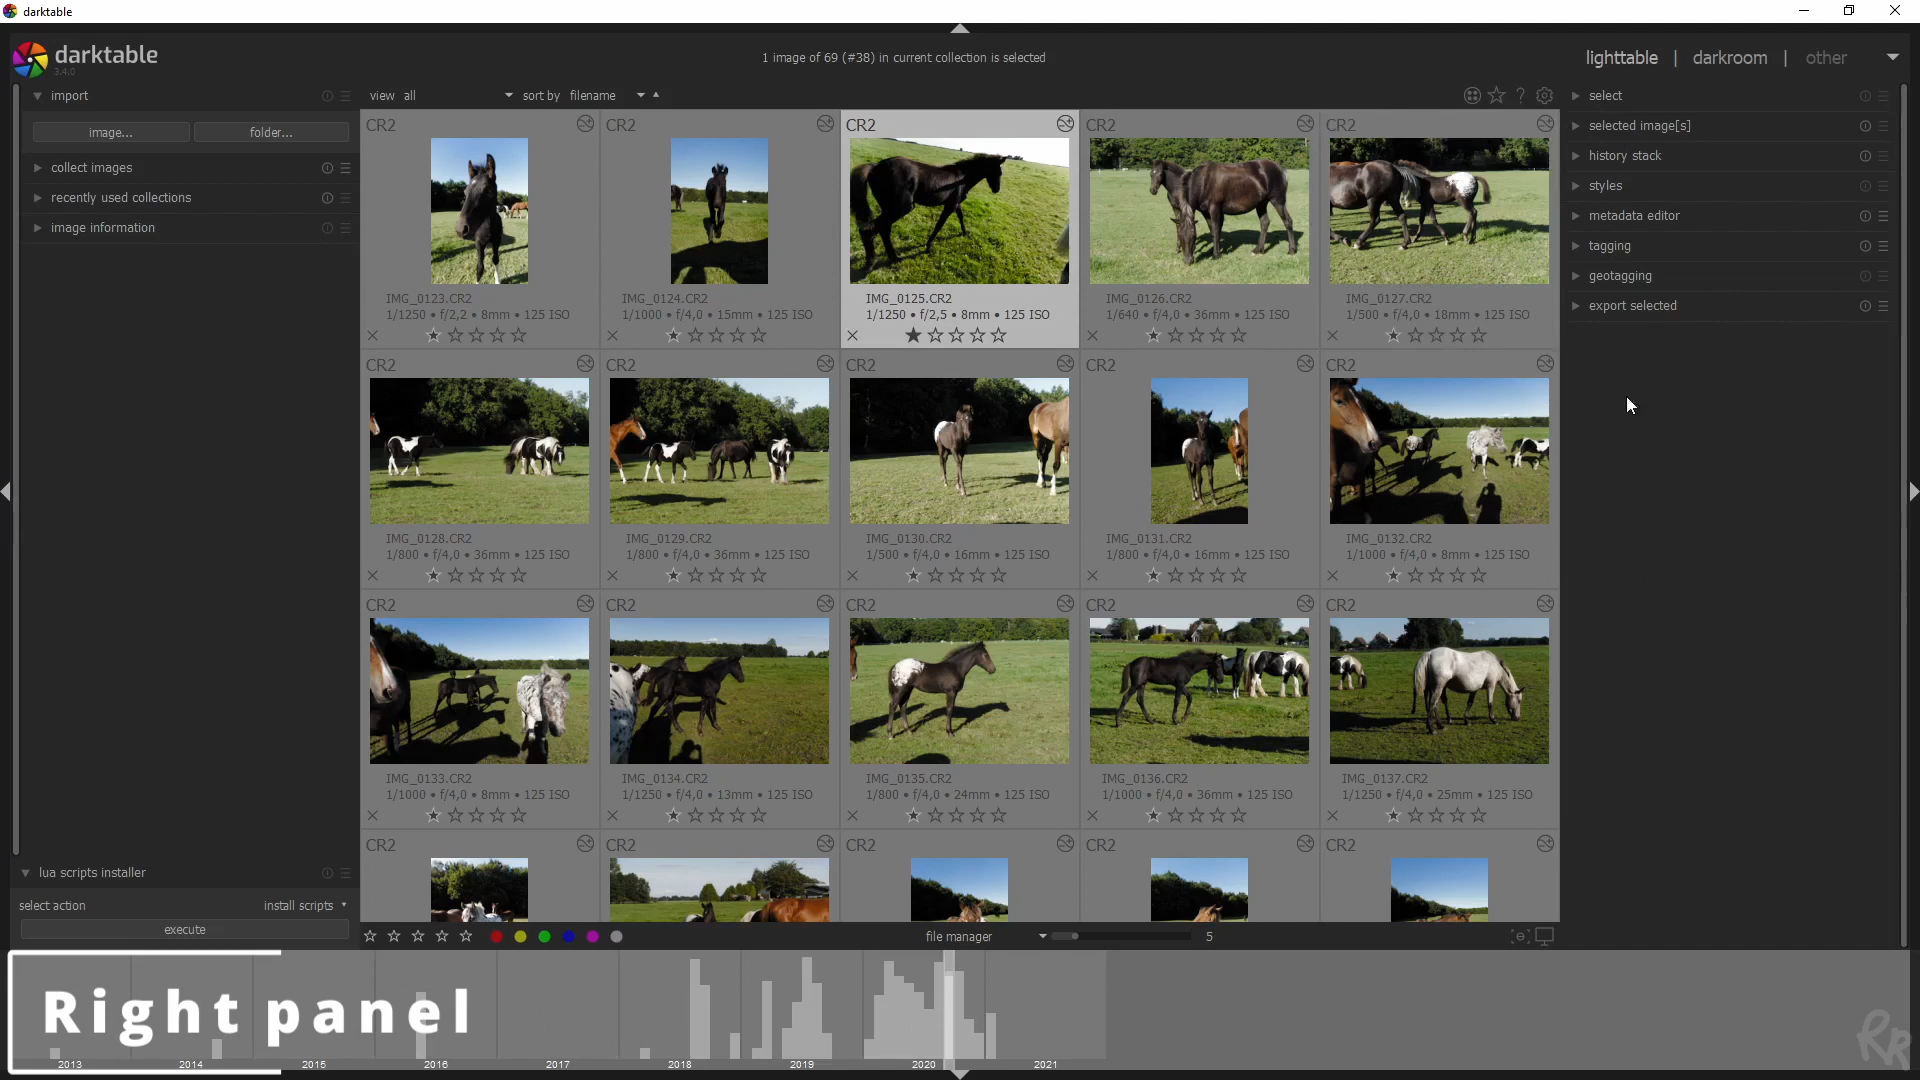 darktable
darktable
3.4.0
1 image of 69 (#38) in current collection is selected
lighttable | darkroom | other
import
image... folder...
collect images
recently used collections
image information
view all sort by filename
select
selected image[s]
history stack
styles
metadata editor
tagging
geotagging
export selected
CR2 CR2 CR2 CR2 CR2
IMG_0123.CR2 IMG_0124.CR2 IMG_0125.CR2 IMG_0126.CR2 IMG_0127.CR2
1/1250 • f/2,2 • 8mm • 125 ISO 1/1000 • f/4,0 • 15mm • 125 ISO 1/1250 • f/2,5 • 8mm • 125 ISO 1/640 • f/4,0 • 36mm • 125 ISO 1/500 • f/4,0 • 18mm • 125 ISO
CR2 CR2 CR2 CR2 CR2
IMG_0128.CR2 IMG_0129.CR2 IMG_0130.CR2 IMG_0131.CR2 IMG_0132.CR2
1/800 • f/4,0 • 36mm • 125 ISO 1/800 • f/4,0 • 36mm • 125 ISO 1/500 • f/4,0 • 16mm • 125 ISO 1/800 • f/4,0 • 16mm • 125 ISO 1/1000 • f/4,0 • 8mm • 125 ISO
CR2 CR2 CR2 CR2 CR2
IMG_0133.CR2 IMG_0134.CR2 IMG_0135.CR2 IMG_0136.CR2 IMG_0137.CR2
1/1000 • f/4,0 • 8mm • 125 ISO 1/1250 • f/4,0 • 13mm • 125 ISO 1/800 • f/4,0 • 24mm • 125 ISO 1/1000 • f/4,0 • 36mm • 125 ISO 1/1250 • f/4,0 • 25mm • 125 ISO
CR2 CR2 CR2 CR2 CR2
lua scripts installer
select action install scripts
execute
file manager 5
Right panel
2013 2014 2015 2016 2017 2018 2019 2020 2021
RR